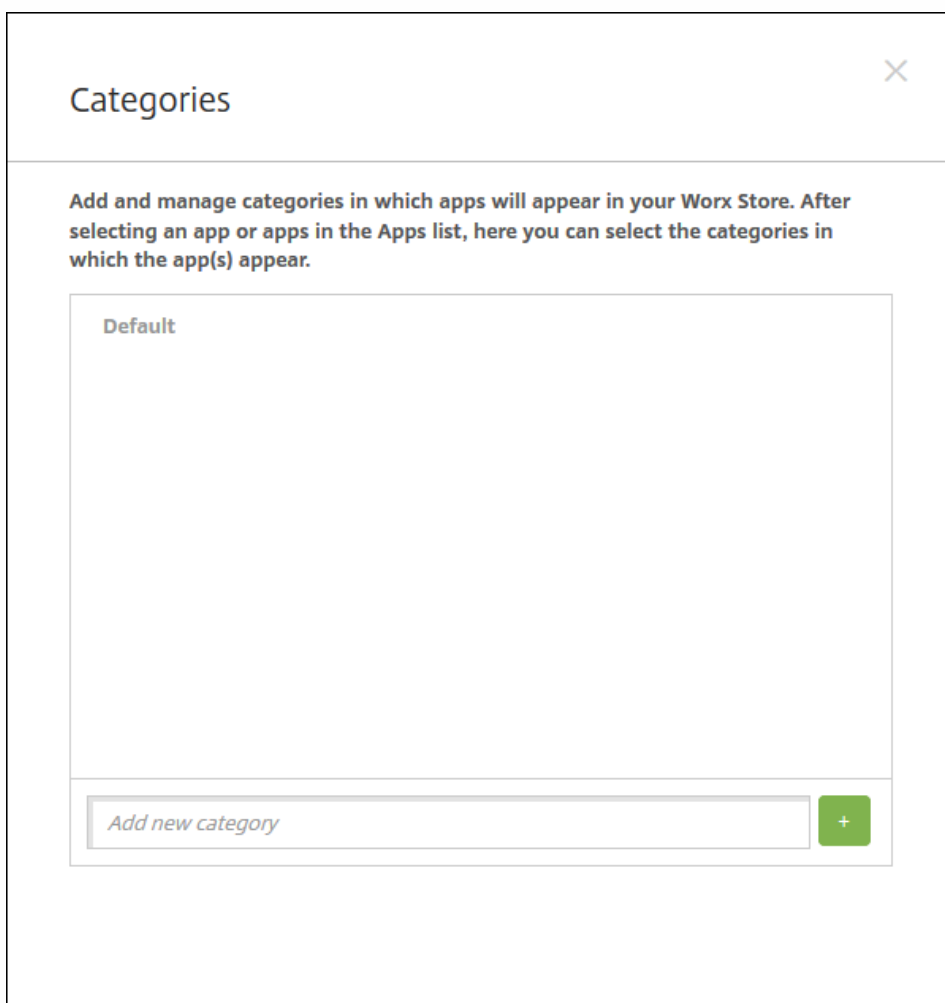 Categories
Add and manage categories in which apps will appear in your Worx Store. After
selecting an app or apps in the Apps list, here you can select the categories in
which the app(s) appear.
Default
Add new category
+